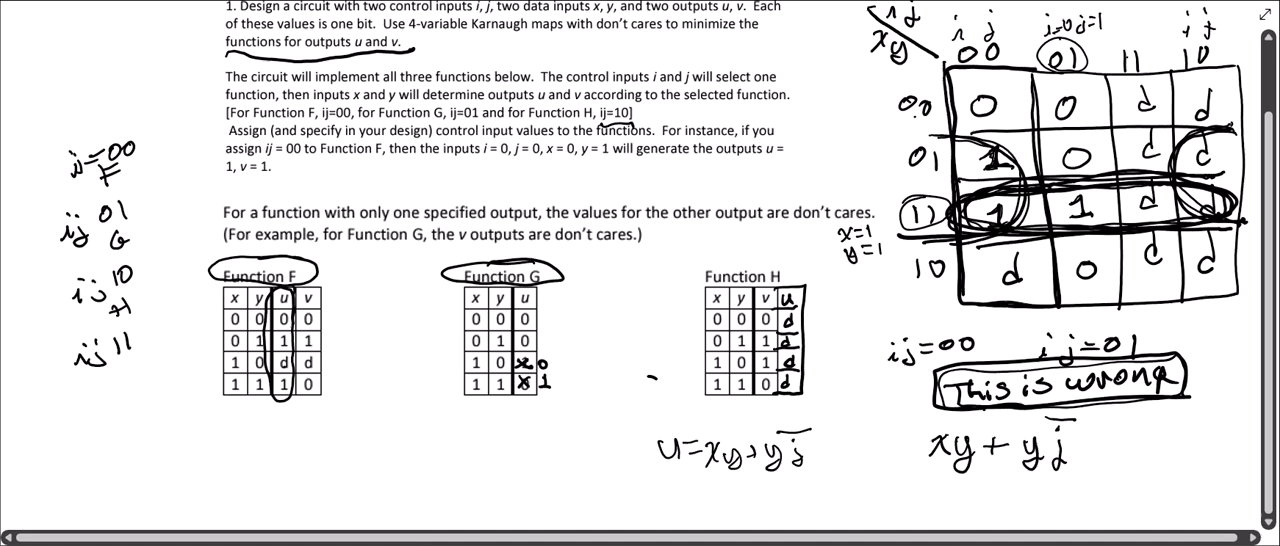 1. Design a circuit with two control inputs i, j, two data inputs x, y, and two outputs u, v. Each
of these values is one bit. Use 4-variable Karnaugh maps with don't cares to minimize the
functions for outputs u and v.
The circuit will implement all three functions below. The control inputs i and j will select one
function, then inputs x and y will determine outputs u and v according to the selected function.
[For Function F, ij=00, for Function G, ij=01 and for Function H, ij=10]
Assign (and specify in your design) control input values to the functions. For instance, if you
assign ij = 00 to Function F, then the inputs i = 0, j = 0, x = 0, y = 1 will generate the outputs u =
1, v = 1.
For a function with only one specified output, the values for the other output are don't cares.
(For example, for Function G, the v outputs are don't cares.)
ij=00
F
ij 01
G
ij 10
H
ij 11
Function F
x y u v
0 0 0 0
0 1 1 1
1 0 d d
1 1 1 0
Function G
x y u
0 0 0
0 1 0
1 0 x 0
1 1 x 1
Function H
x y v u
0 0 0 d
0 1 1 d
1 0 1 d
1 1 0 d
u=xy+yj̅
ij
xy
i j
i=0 j=1
i j
00 01 11 10
00 0 0 d d
01 1 0 d d
11 1 1 d d
x=1
y=1
10 d 0 d d
ij=00 ij=01
This is wrong
xy+yj̅